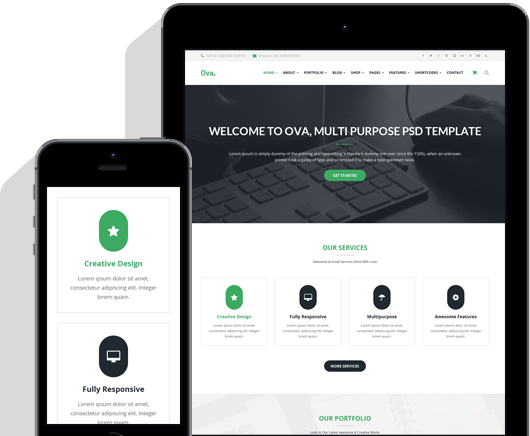 Ova.
HOME
ABOUT
PORTFOLIO
BLOG
SHOP
PAGES
FEATURES
SHORTCODES
CONTACT
WELCOME TO OVA, MULTI PURPOSE PSD TEMPLATE
Lorem Ipsum is simply dummy of the printing and typesetting 's standard dummy text ever since the 1500s, when an unknown
printer took a galley of type and scrambled it to make a type specimen book.
GET STARTED
OUR SERVICES
Awesome & Great Services Done With Love
Creative Design
Lorem ipsum dolor sit amet,
consectetur adipiscing elit. Integer
lorem quam.
Fully Responsive
Lorem ipsum dolor sit amet,
consectetur adipiscing elit. Integer
lorem quam.
Multipurpose
Lorem ipsum dolor sit amet,
consectetur adipiscing elit. Integer
lorem quam.
Awesome Features
Lorem ipsum dolor sit amet,
consectetur adipiscing elit. Integer
lorem quam.
MORE SERVICES
OUR PORTFOLIO
Look At Our Latest Awesome & Creative Works
Creative Design
Lorem ipsum dolor sit amet,
consectetur adipiscing elit. Integer
lorem quam.
Fully Responsive
Lorem ipsum dolor sit amet,
consectetur adipiscing elit. Integer